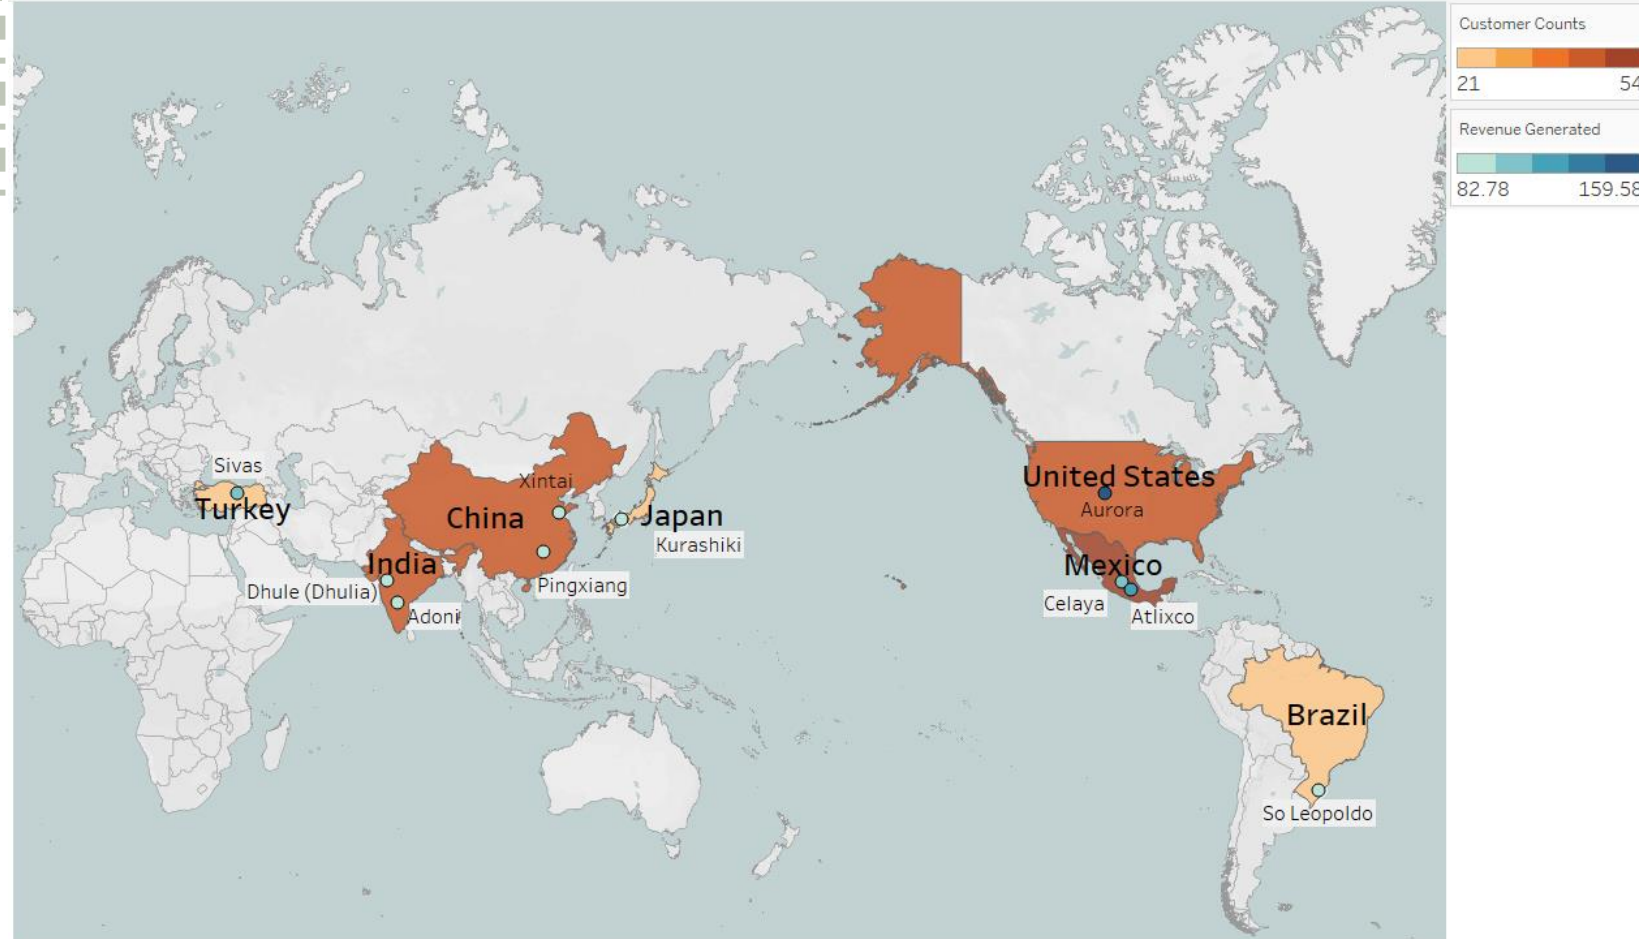 Customer Counts
21 54
Revenue Generated
82.78 159.58
Sivas
Turkey
Xintai
China
Japan
Kurashiki
India
Dhule (Dhulia)
Adoni
Pingxiang
United States
Aurora
Mexico
Celaya
Atlixco
Brazil
So Leopoldo